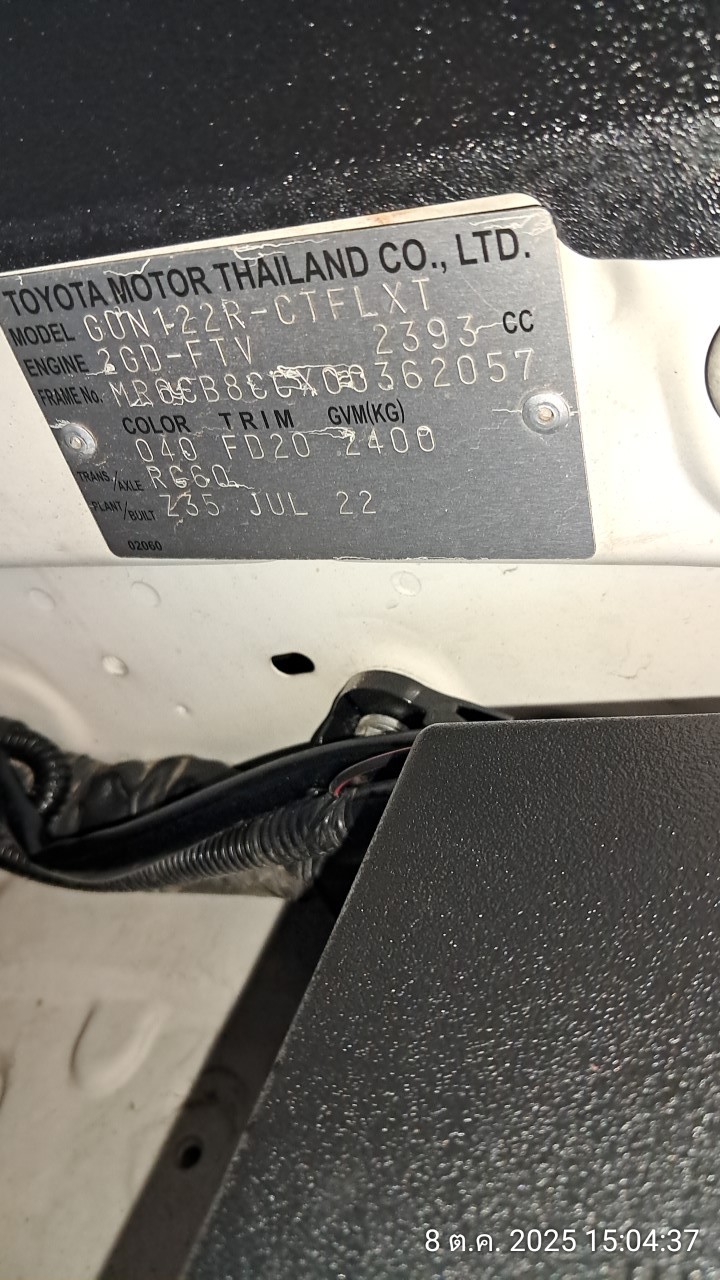 TOYOTA MOTOR THAILAND CO., LTD.
MODEL GUN122R-CTFLXT
ENGINE 2GD-FTV 2393 CC
FRAME No.
COLOR TRIM GVM(KG)
040 FD20 2400
TRANS./AXLE RC60
PLANT/BUILT Z35 JUL 22
02060
8 ต.ค. 2025 15:04:37